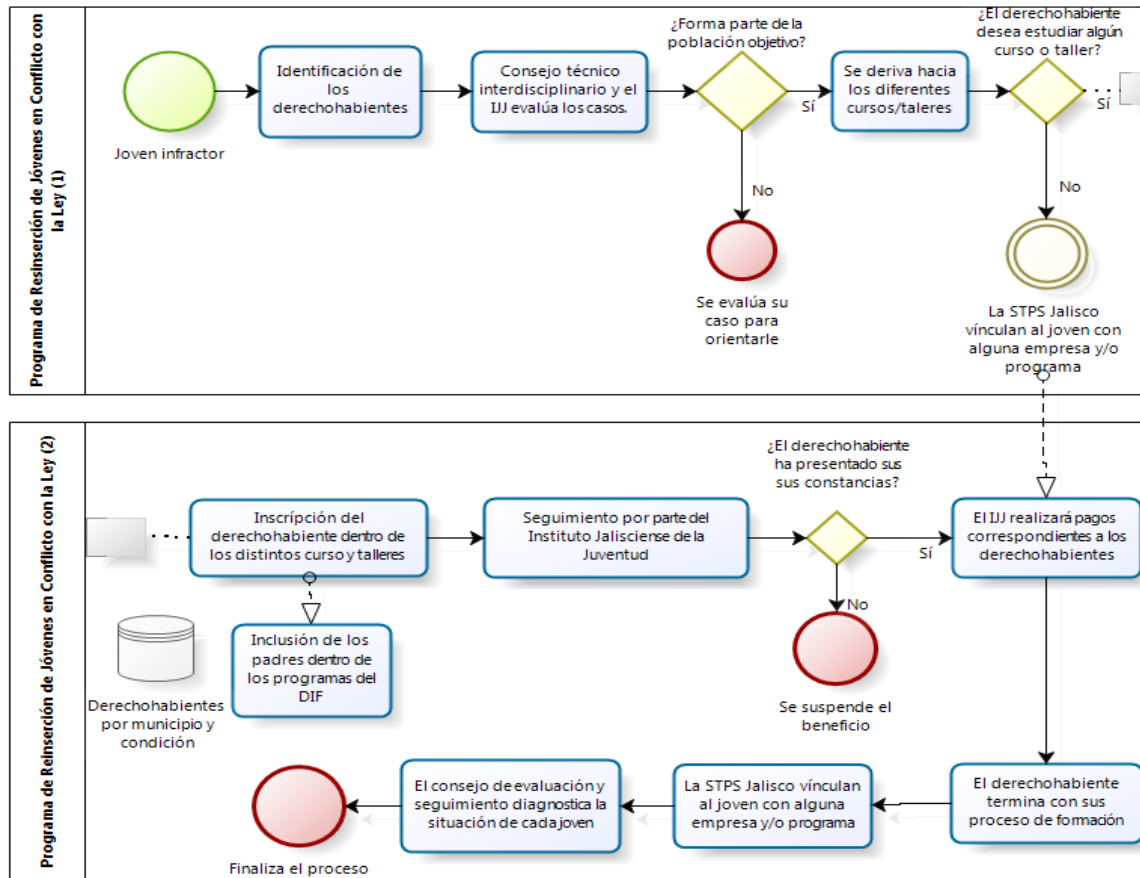 Programa de Resinserción de Jóvenes en Conflicto con
la Ley (1)
Joven infractor
Identificación de
los
derechohabientes
Consejo técnico
interdisciplinario y el
IJJ evalúa los casos.
¿Forma parte de la
población objetivo?
Sí
No
Se evalúa su
caso para
orientarle
Se deriva hacia
los diferentes
cursos/taleres
¿El derechohabiente
desea estudiar algún
curso o taller?
Sí
No
La STPS Jalisco
vínculan al joven con
alguna empresa y/o
programa
Programa de Reinserción de Jóvenes en Conflicto con la Ley (2)
Inscrípción del
derechohabiente dentro de
los distintos curso y talleres
Inclusión de los
padres dentro de
los programas del
DIF
Derechohabientes
por municipio y
condición
Seguimiento por parte del
Instituto Jalisciense de la
Juventud
¿El derechohabiente
ha presentado sus
sus constancias?
Sí
No
Se suspende el
beneficio
El IJJ realizará pagos
correspondientes a los
derechohabientes
El derechohabiente
termina con sus
proceso de formación
La STPS Jalisco vínculan
al joven con alguna
empresa y/o programa
El consejo de evaluación y
seguimiento diagnostica la
situación de cada joven
Finaliza el proceso